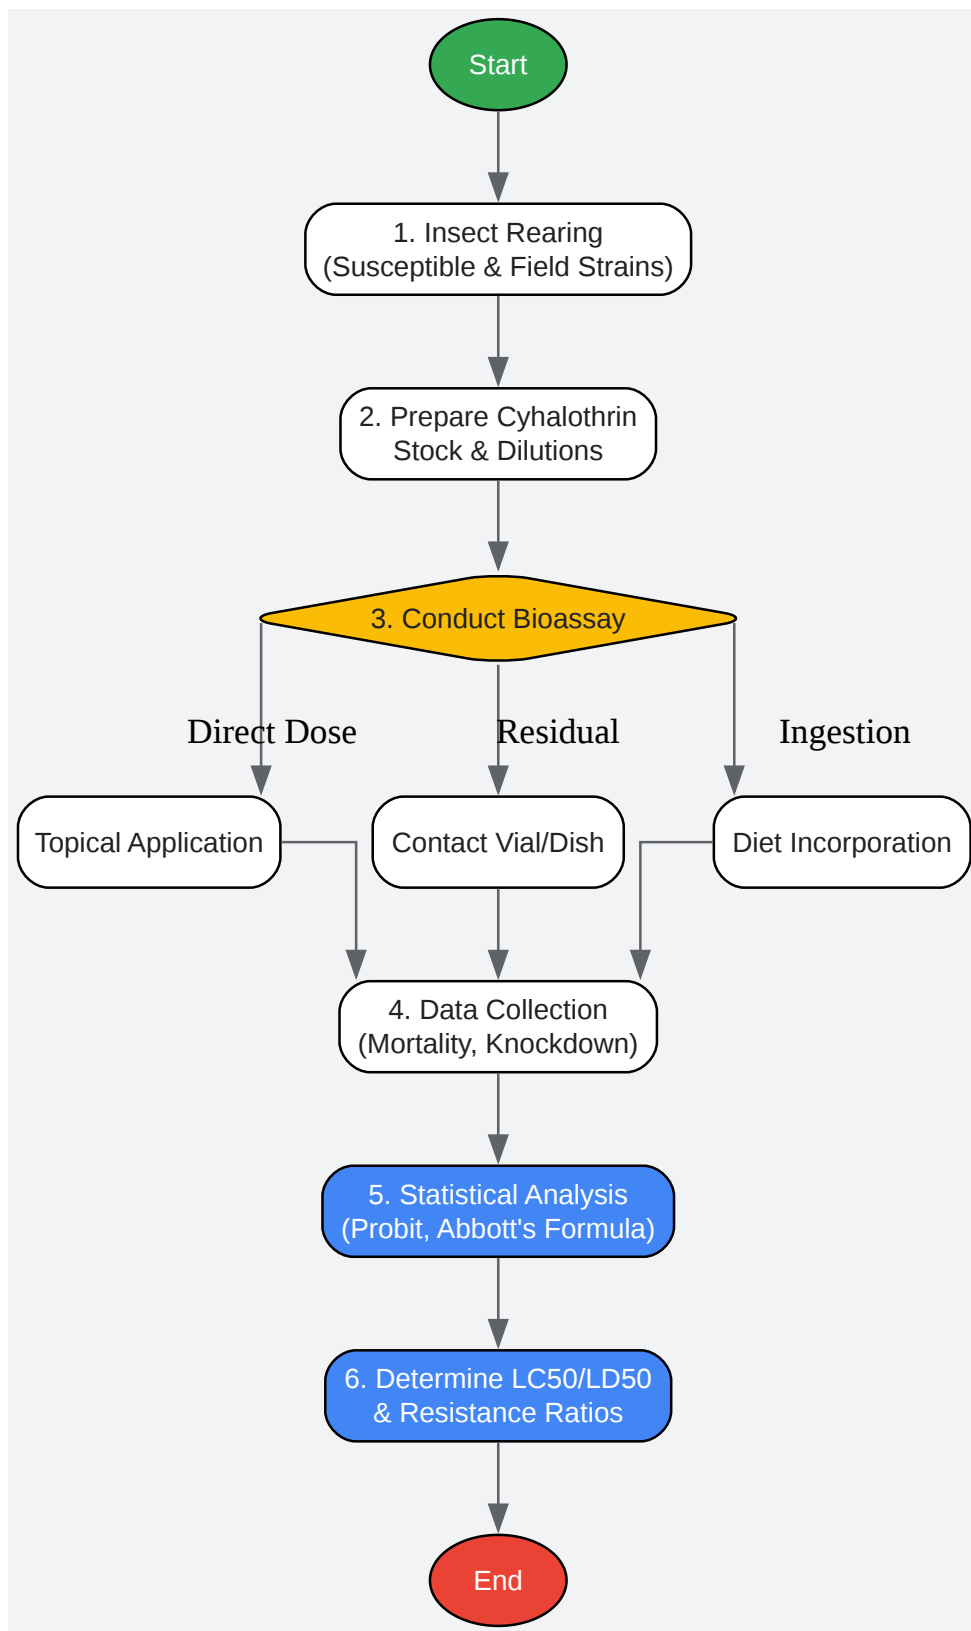 Start
1. Insect Rearing
(Susceptible & Field Strains)
2. Prepare Cyhalothrin
Stock & Dilutions
3. Conduct Bioassay
Direct Dose
Residual
Ingestion
Topical Application
Contact Vial/Dish
Diet Incorporation
4. Data Collection
(Mortality, Knockdown)
5. Statistical Analysis
(Probit, Abbott's Formula)
6. Determine LC50/LD50
& Resistance Ratios
End